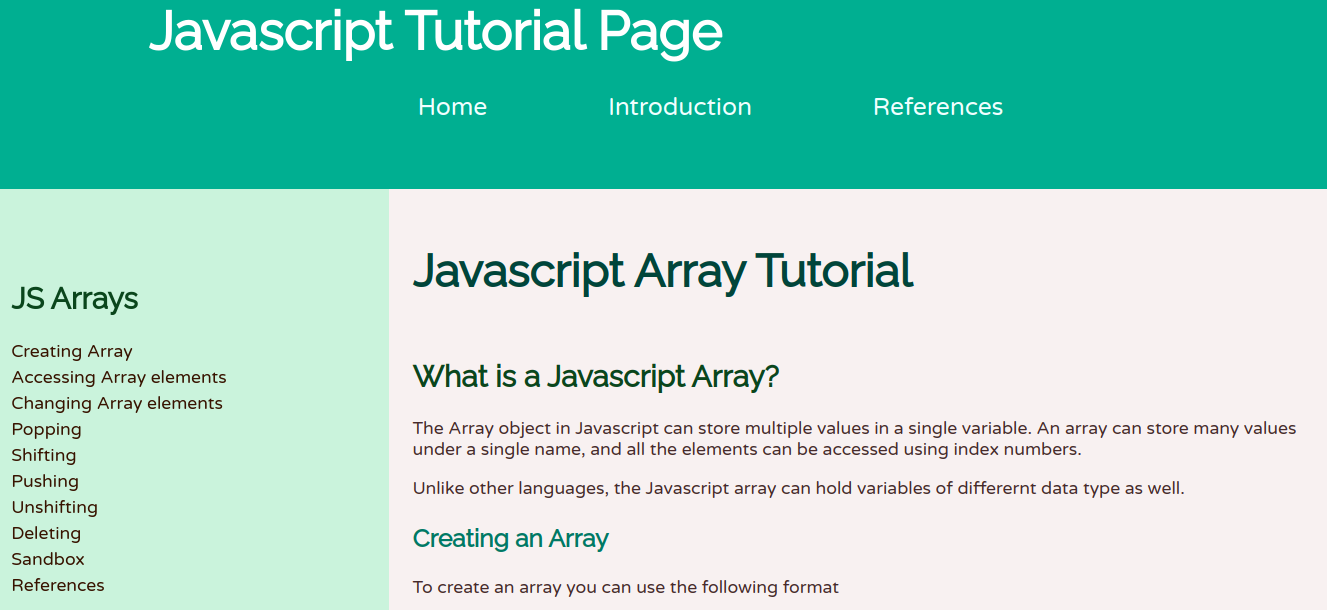 Javascript Tutorial Page
Home Introduction References
JS Arrays
Creating Array
Accessing Array elements
Changing Array elements
Popping
Shifting
Pushing
Unshifting
Deleting
Sandbox
References
Javascript Array Tutorial
What is a Javascript Array?
The Array object in Javascript can store multiple values in a single variable. An array can store many values
under a single name, and all the elements can be accessed using index numbers.
Unlike other languages, the Javascript array can hold variables of differernt data type as well.
Creating an Array
To create an array you can use the following format